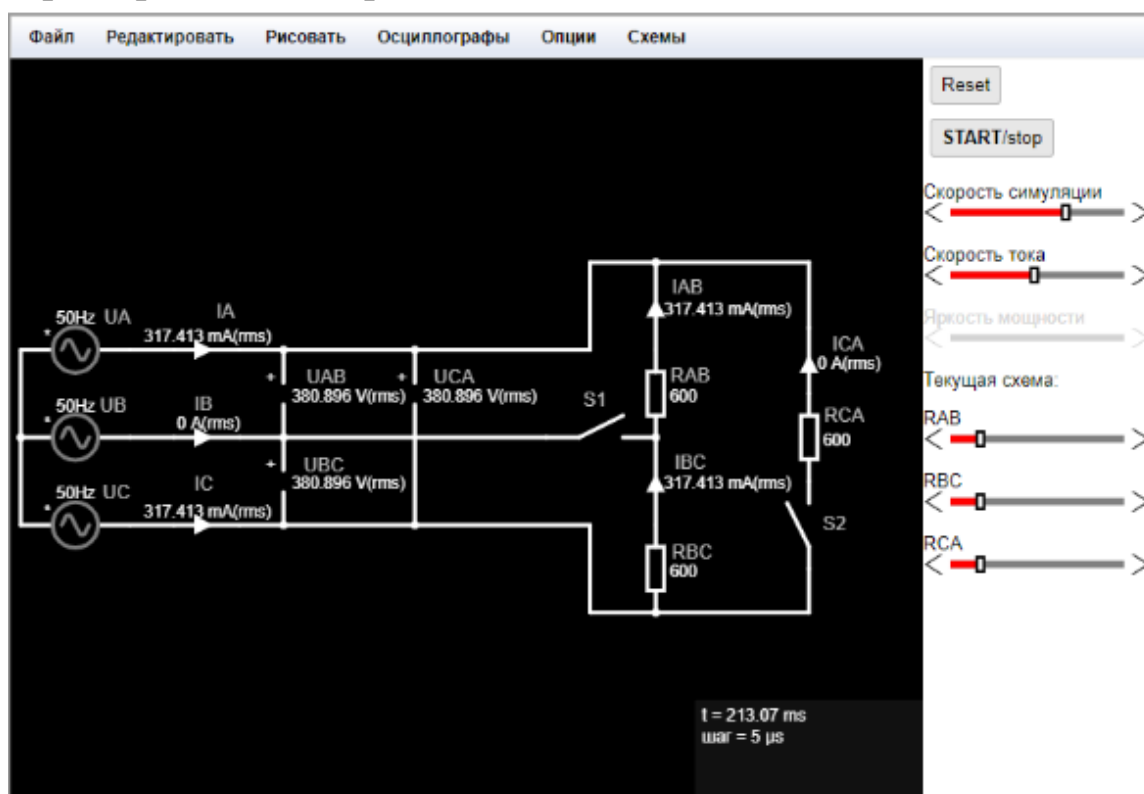 Файл Редактировать Рисовать Осциллографы Опции Схемы
Reset
START/stop
Скорость симуляции
Скорость тока
Яркость мощности
Текущая схема:
RAB
RBC
RCA
50Hz UA
IA
317.413 mA(rms)
50Hz UB
IB
0 A(rms)
50Hz UC
IC
317.413 mA(rms)
+ UAB
380.896 V(rms)
+ UCA
380.896 V(rms)
+ UBC
380.896 V(rms)
S1
IAB
317.413 mA(rms)
RAB
600
ICA
0 A(rms)
RCA
600
IBC
317.413 mA(rms)
S2
RBC
600
t = 213.07 ms
шаг = 5 µs